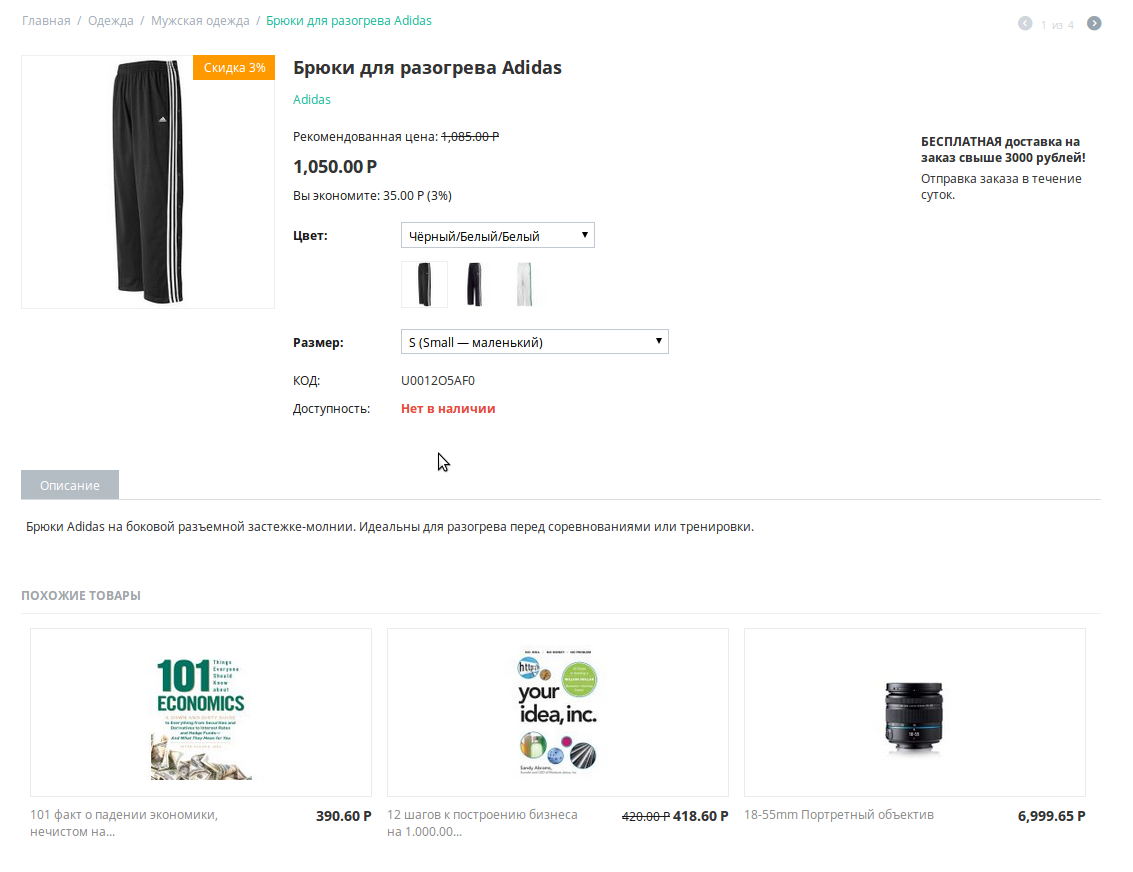 Главная / Одежда / Мужская одежда / Брюки для разогрева Adidas
1 из 4
Скидка 3%
Брюки для разогрева Adidas
Adidas
Рекомендованная цена: 1,085.00 Р
1,050.00 Р
Вы экономите: 35.00 Р (3%)
БЕСПЛАТНАЯ доставка на
заказ свыше 3000 рублей!
Отправка заказа в течение
суток.
Цвет: Чёрный/Белый/Белый
Размер: S (Small — маленький)
КОД: U0012O5AF0
Доступность: Нет в наличии
Описание
Брюки Adidas на боковой разъемной застежке-молнии. Идеальны для разогрева перед соревнованиями или тренировки.
ПОХОЖИЕ ТОВАРЫ
101 Things
Everyone
Should
Know
about
ECONOMICS
your
idea, inc.
Sandy Abrams,
18-55
101 факт о падении экономики,
нечистом на...
390.60 Р
12 шагов к построению бизнеса
на 1.000.00...
420.00 Р 418.60 Р
18-55mm Портретный объектив
6,999.65 Р